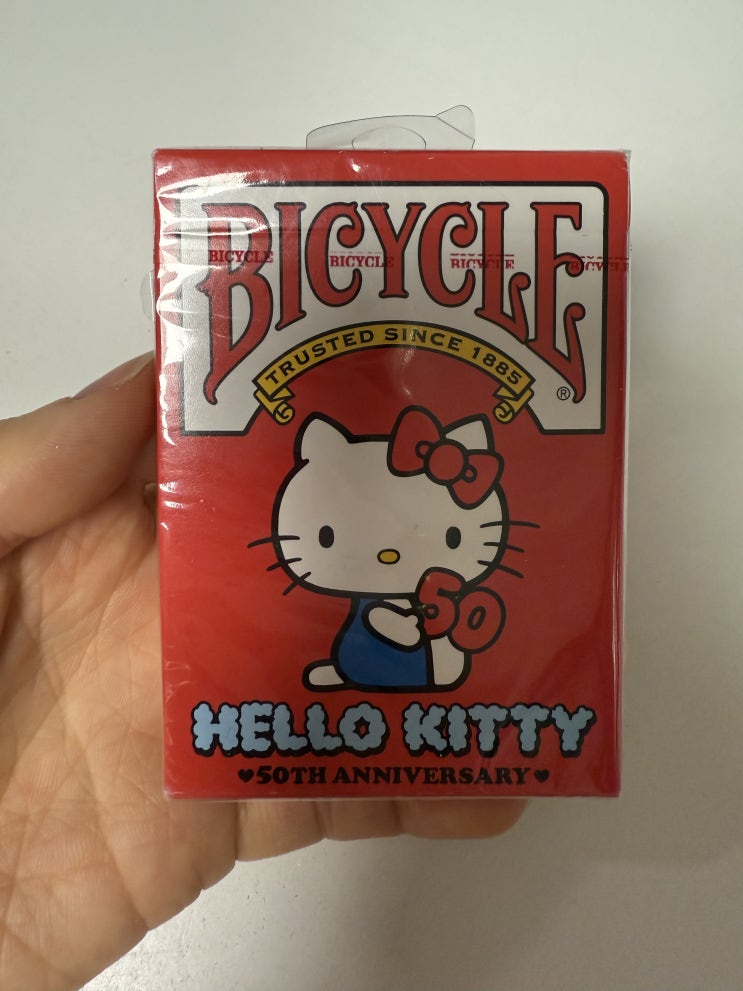 BICYCLE
BICYCLE BICYCLE BICYCLE BICYCLE
TRUSTED SINCE 1885
®
50
HELLO KITTY
♥50TH ANNIVERSARY♥